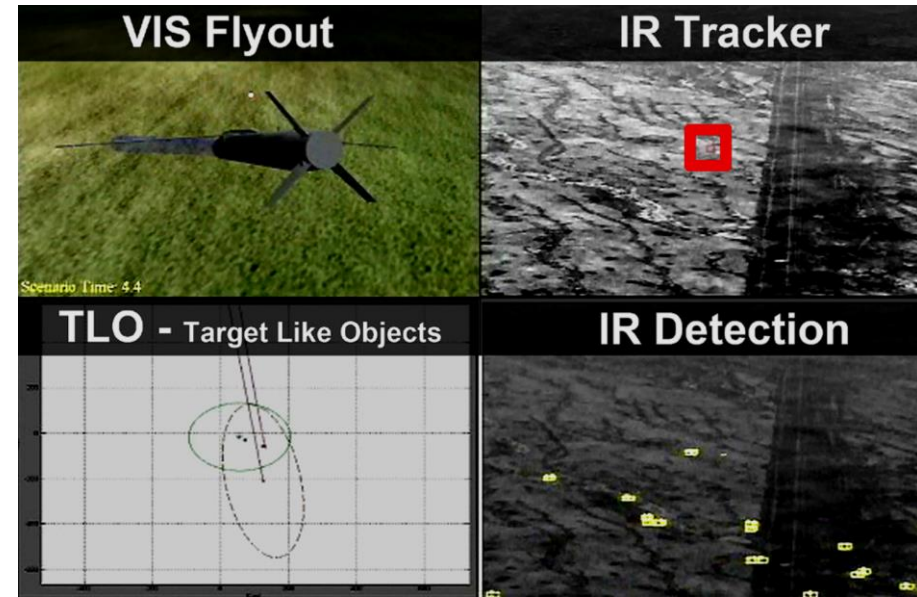 VIS Flyout
IR Tracker
Scenario Time: 4.4
TLO - Target Like Objects
IR Detection